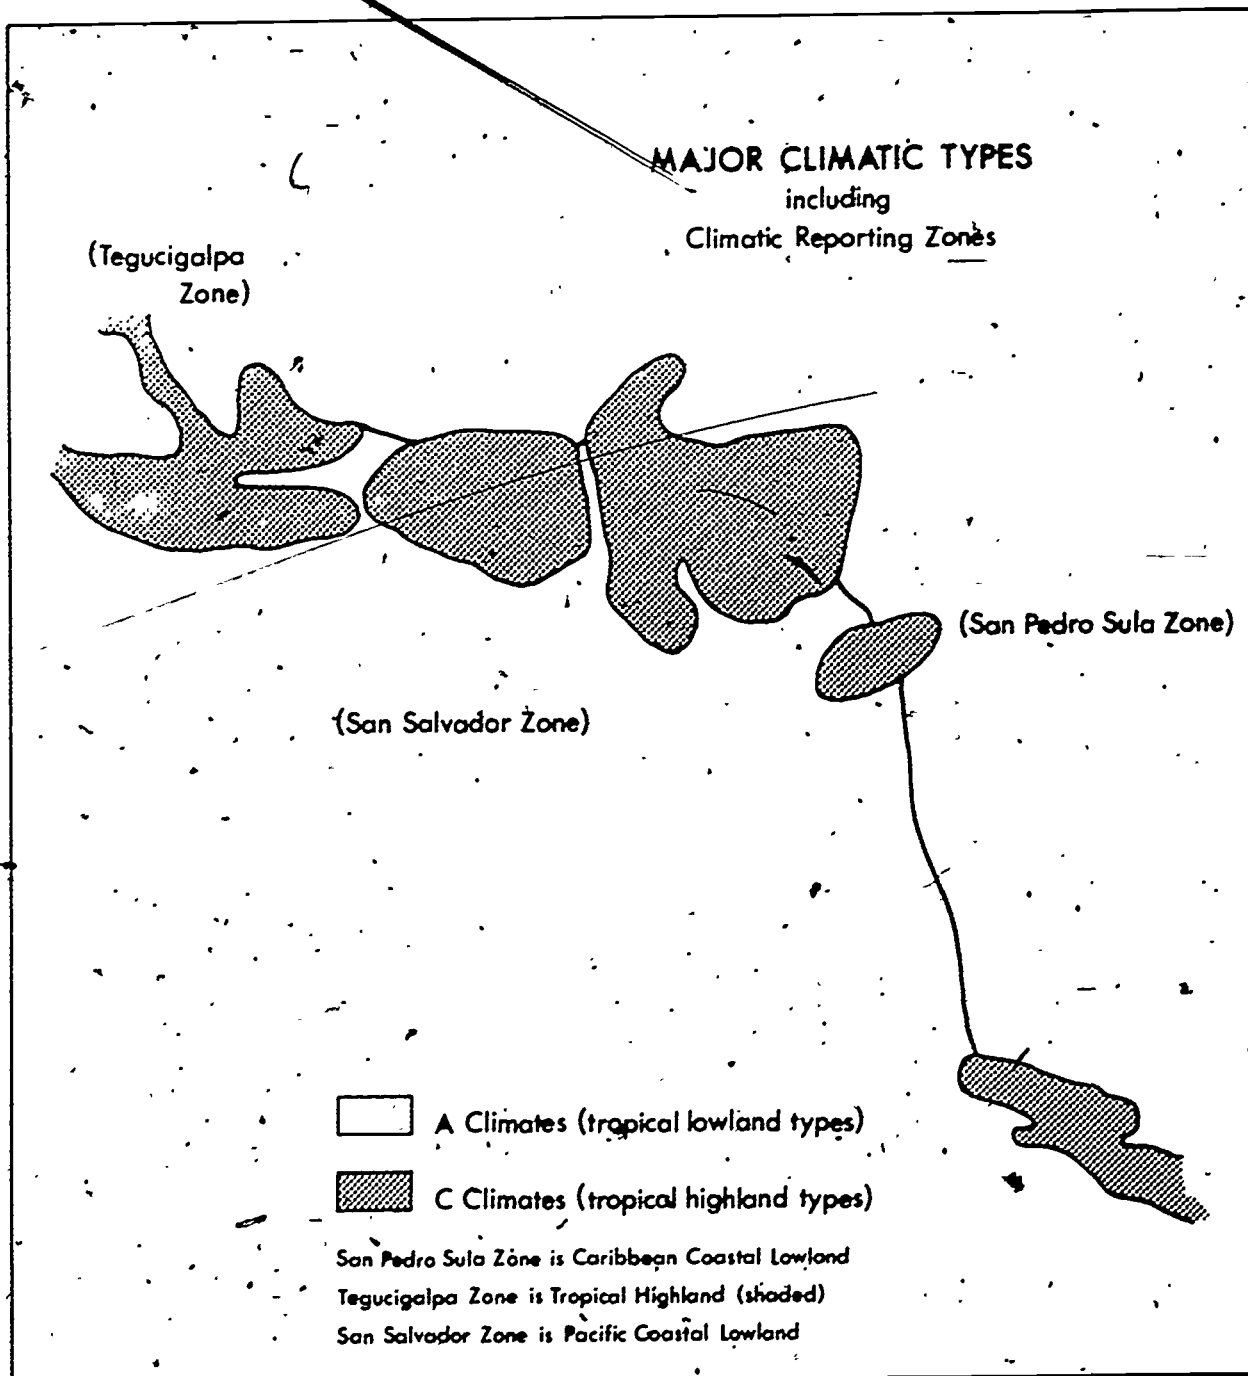 MAJOR CLIMATIC TYPES
including
Climatic Reporting Zones
(Tegucigalpa
Zone)
(San Pedro Sula Zone)
(San Salvador Zone)
A Climates (tropical lowland types)
C Climates (tropical highland types)
San Pedro Sula Zone is Caribbean Coastal Lowland
Tegucigalpa Zone is Tropical Highland (shaded)
San Salvador Zone is Pacific Coastal Lowland